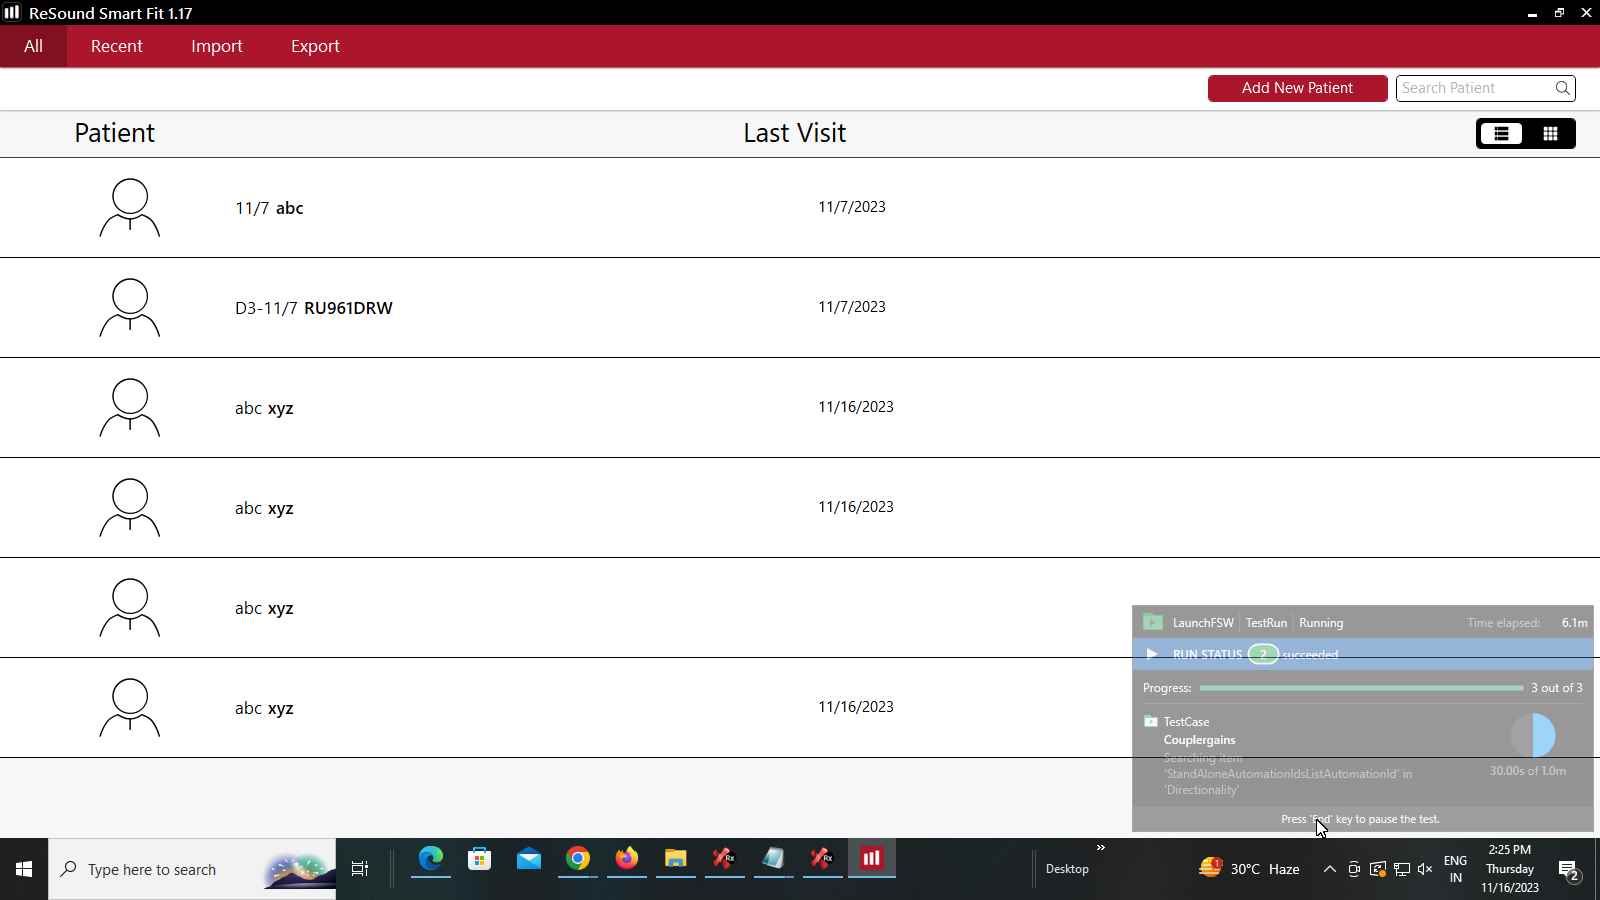 ReSound Smart Fit 1.17
All Recent Import Export
Add New Patient Search Patient
Patient Last Visit
11/7 abc 11/7/2023
D3-11/7 RU961DRW 11/7/2023
abc xyz 11/16/2023
abc xyz 11/16/2023
abc xyz
abc xyz 11/16/2023
LaunchFSW TestRun Running Time elapsed: 6.1m
RUN STATUS 2 succeeded
Progress: 3 out of 3
TestCase
Couplergains
Searching item
'StandAloneAutomationIdsListAutomationId' in
'Directionality'
30.00s of 1.0m
Press 'End' key to pause the test.
Type here to search
Rx
Rx
Desktop
1
30°C Haze
ENG
IN
2:25 PM
Thursday
11/16/2023
2